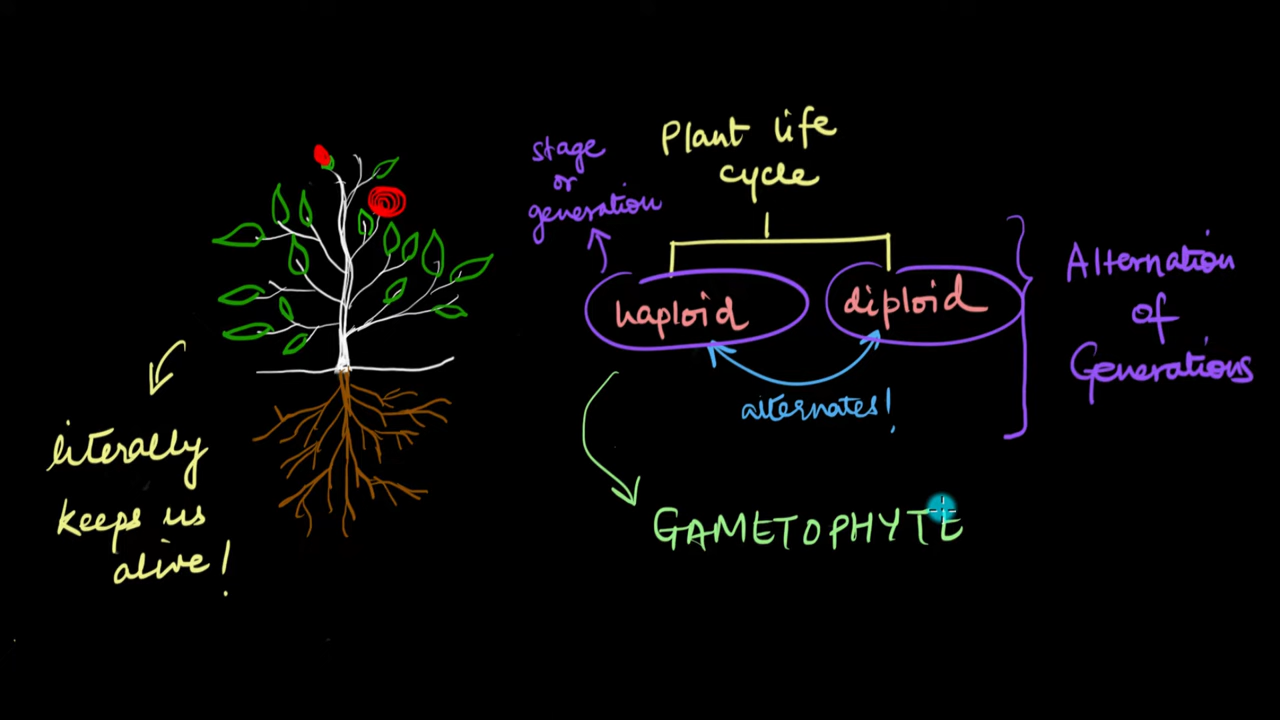 Plant life
cycle
stage
or
generation
haploid
diploid
alternates!
Alternation
of
Generations
literally
keeps us
alive!
GAMETOPHYTE